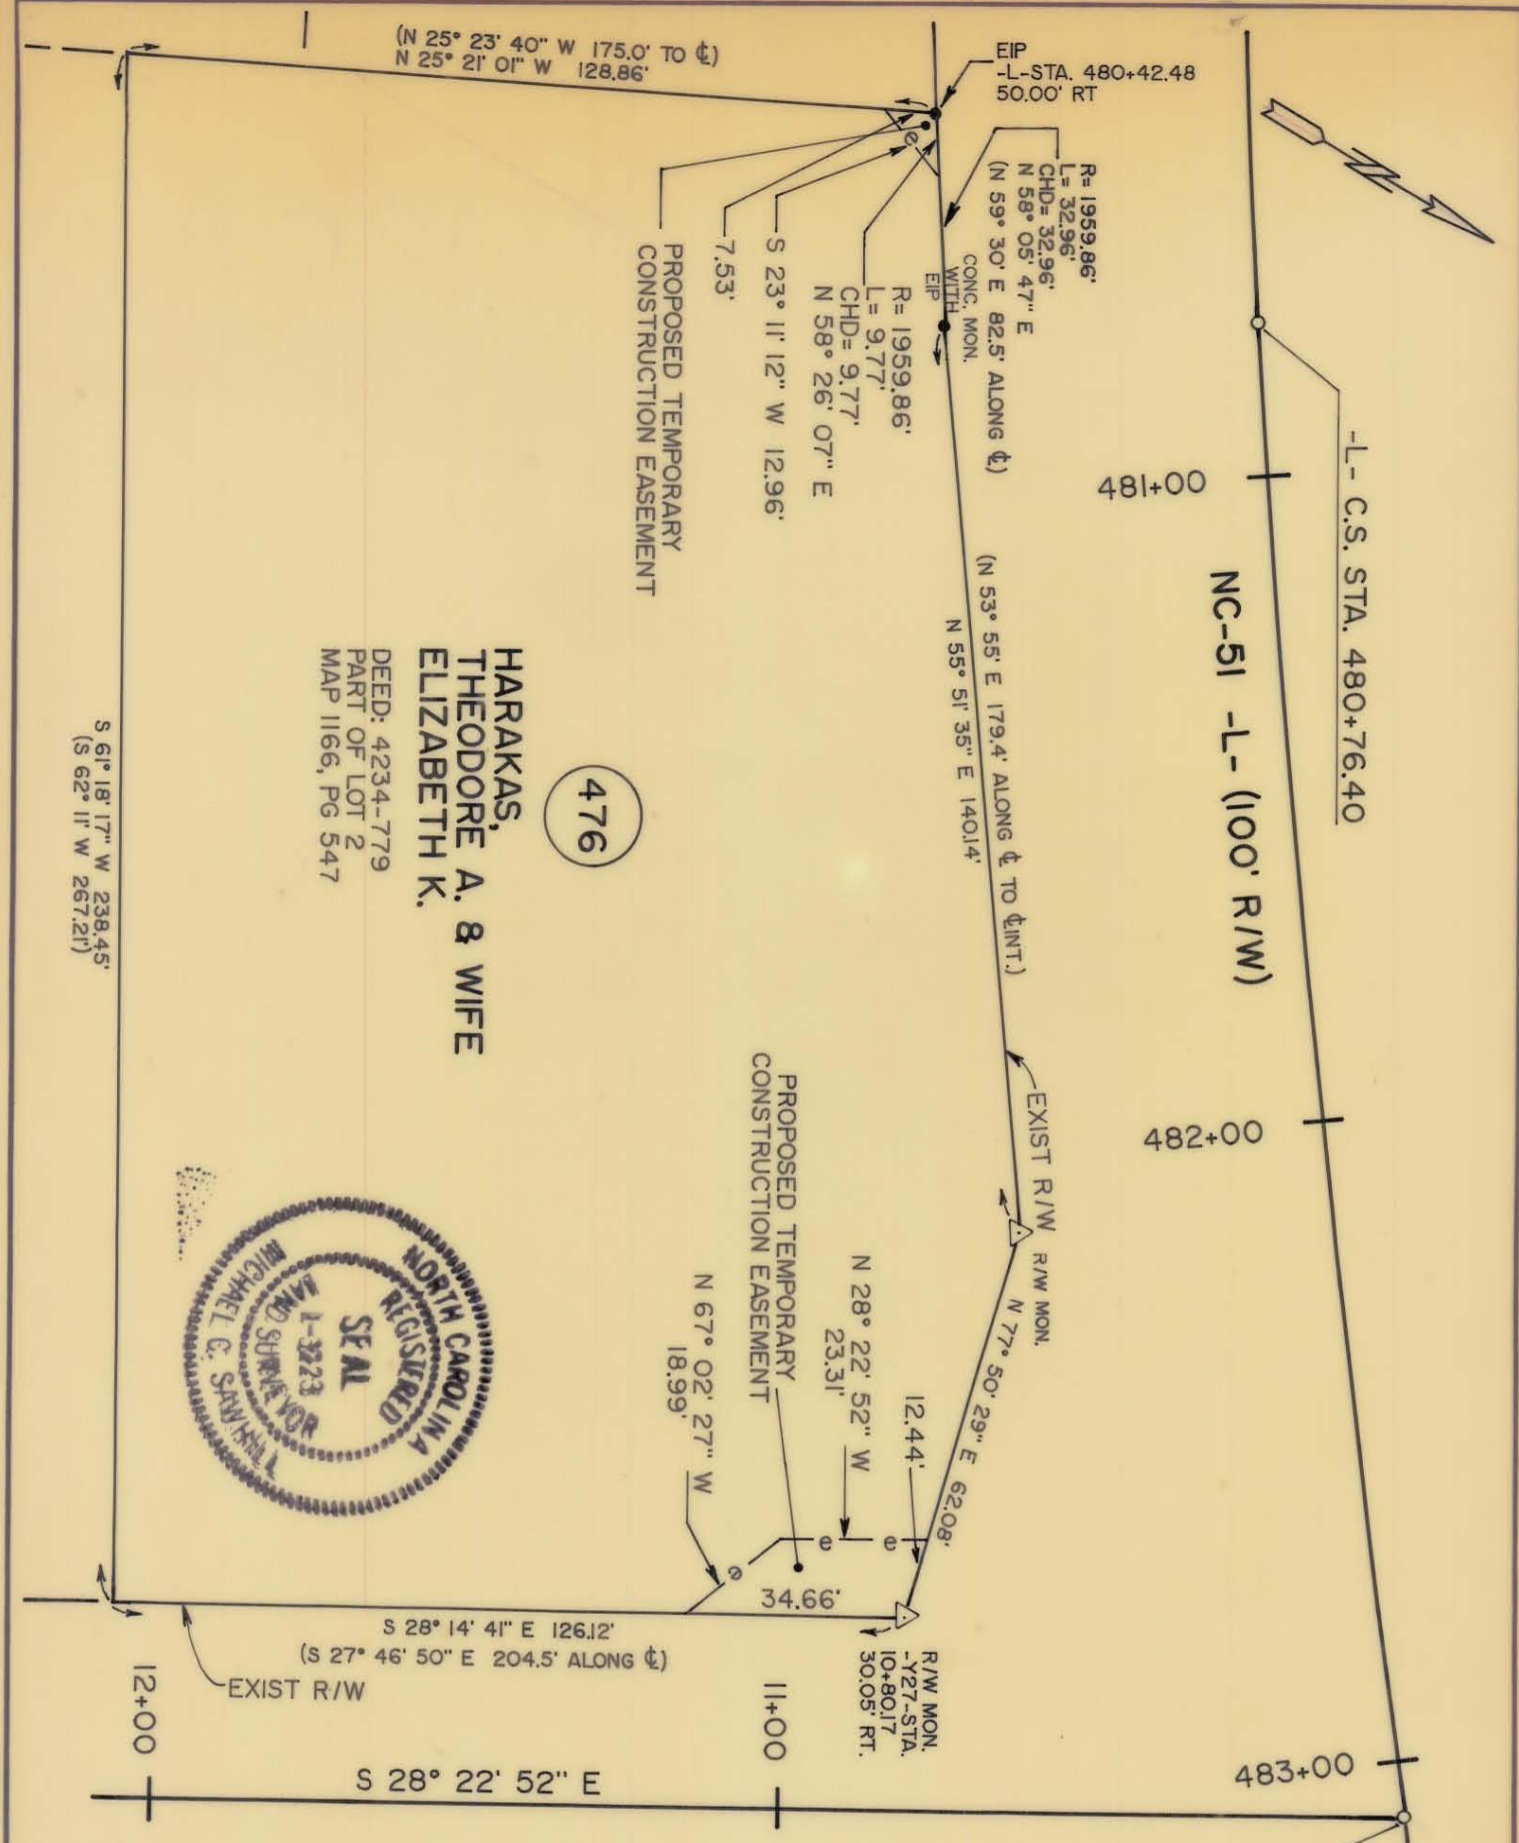 (N 25° 23' 40" W 175.0' TO ℄)
N 25° 21' 01" W 128.86'
EIP
-L-STA. 480+42.48
50.00' RT
R= 1959.86'
L= 32.96'
CHD= 32.96'
N 58° 05' 47" E
(N 59° 30' E 82.5' ALONG ℄)
CONC. MON.
WITH
EIP
R= 1959.86'
L= 9.77'
CHD= 9.77'
N 58° 26' 07" E
S 23° 11' 12" W 12.96'
7.53'
PROPOSED TEMPORARY
CONSTRUCTION EASEMENT
e
-L- C.S. STA. 480+76.40
481+00
NC-51 -L- (100' R/W)
482+00
483+00
(N 53° 55' E 179.4' ALONG ℄ TO ℄ INT.)
N 55° 51' 35" E 140.14'
EXIST R/W
R/W MON.
N 77° 50' 29" E 62.08'
476
HARAKAS,
THEODORE A. & WIFE
ELIZABETH K.
DEED: 4234-779
PART OF LOT 2
MAP 1166, PG 547
S 61° 18' 17" W 238.45'
(S 62° 11' W 267.21')
PROPOSED TEMPORARY
CONSTRUCTION EASEMENT
12.44'
N 28° 22' 52" W
23.31'
N 67° 02' 27" W
18.99'
e
e
e
34.66'
NORTH CAROLINA
REGISTERED
SEAL
L-3223
LAND SURVEYOR
MICHAEL G. SAWHILL
S 28° 14' 41" E 126.12'
(S 27° 46' 50" E 204.5' ALONG ℄)
EXIST R/W
R/W MON.
-Y27-STA.
10+80.17
30.05' RT.
12+00
11+00
S 28° 22' 52" E